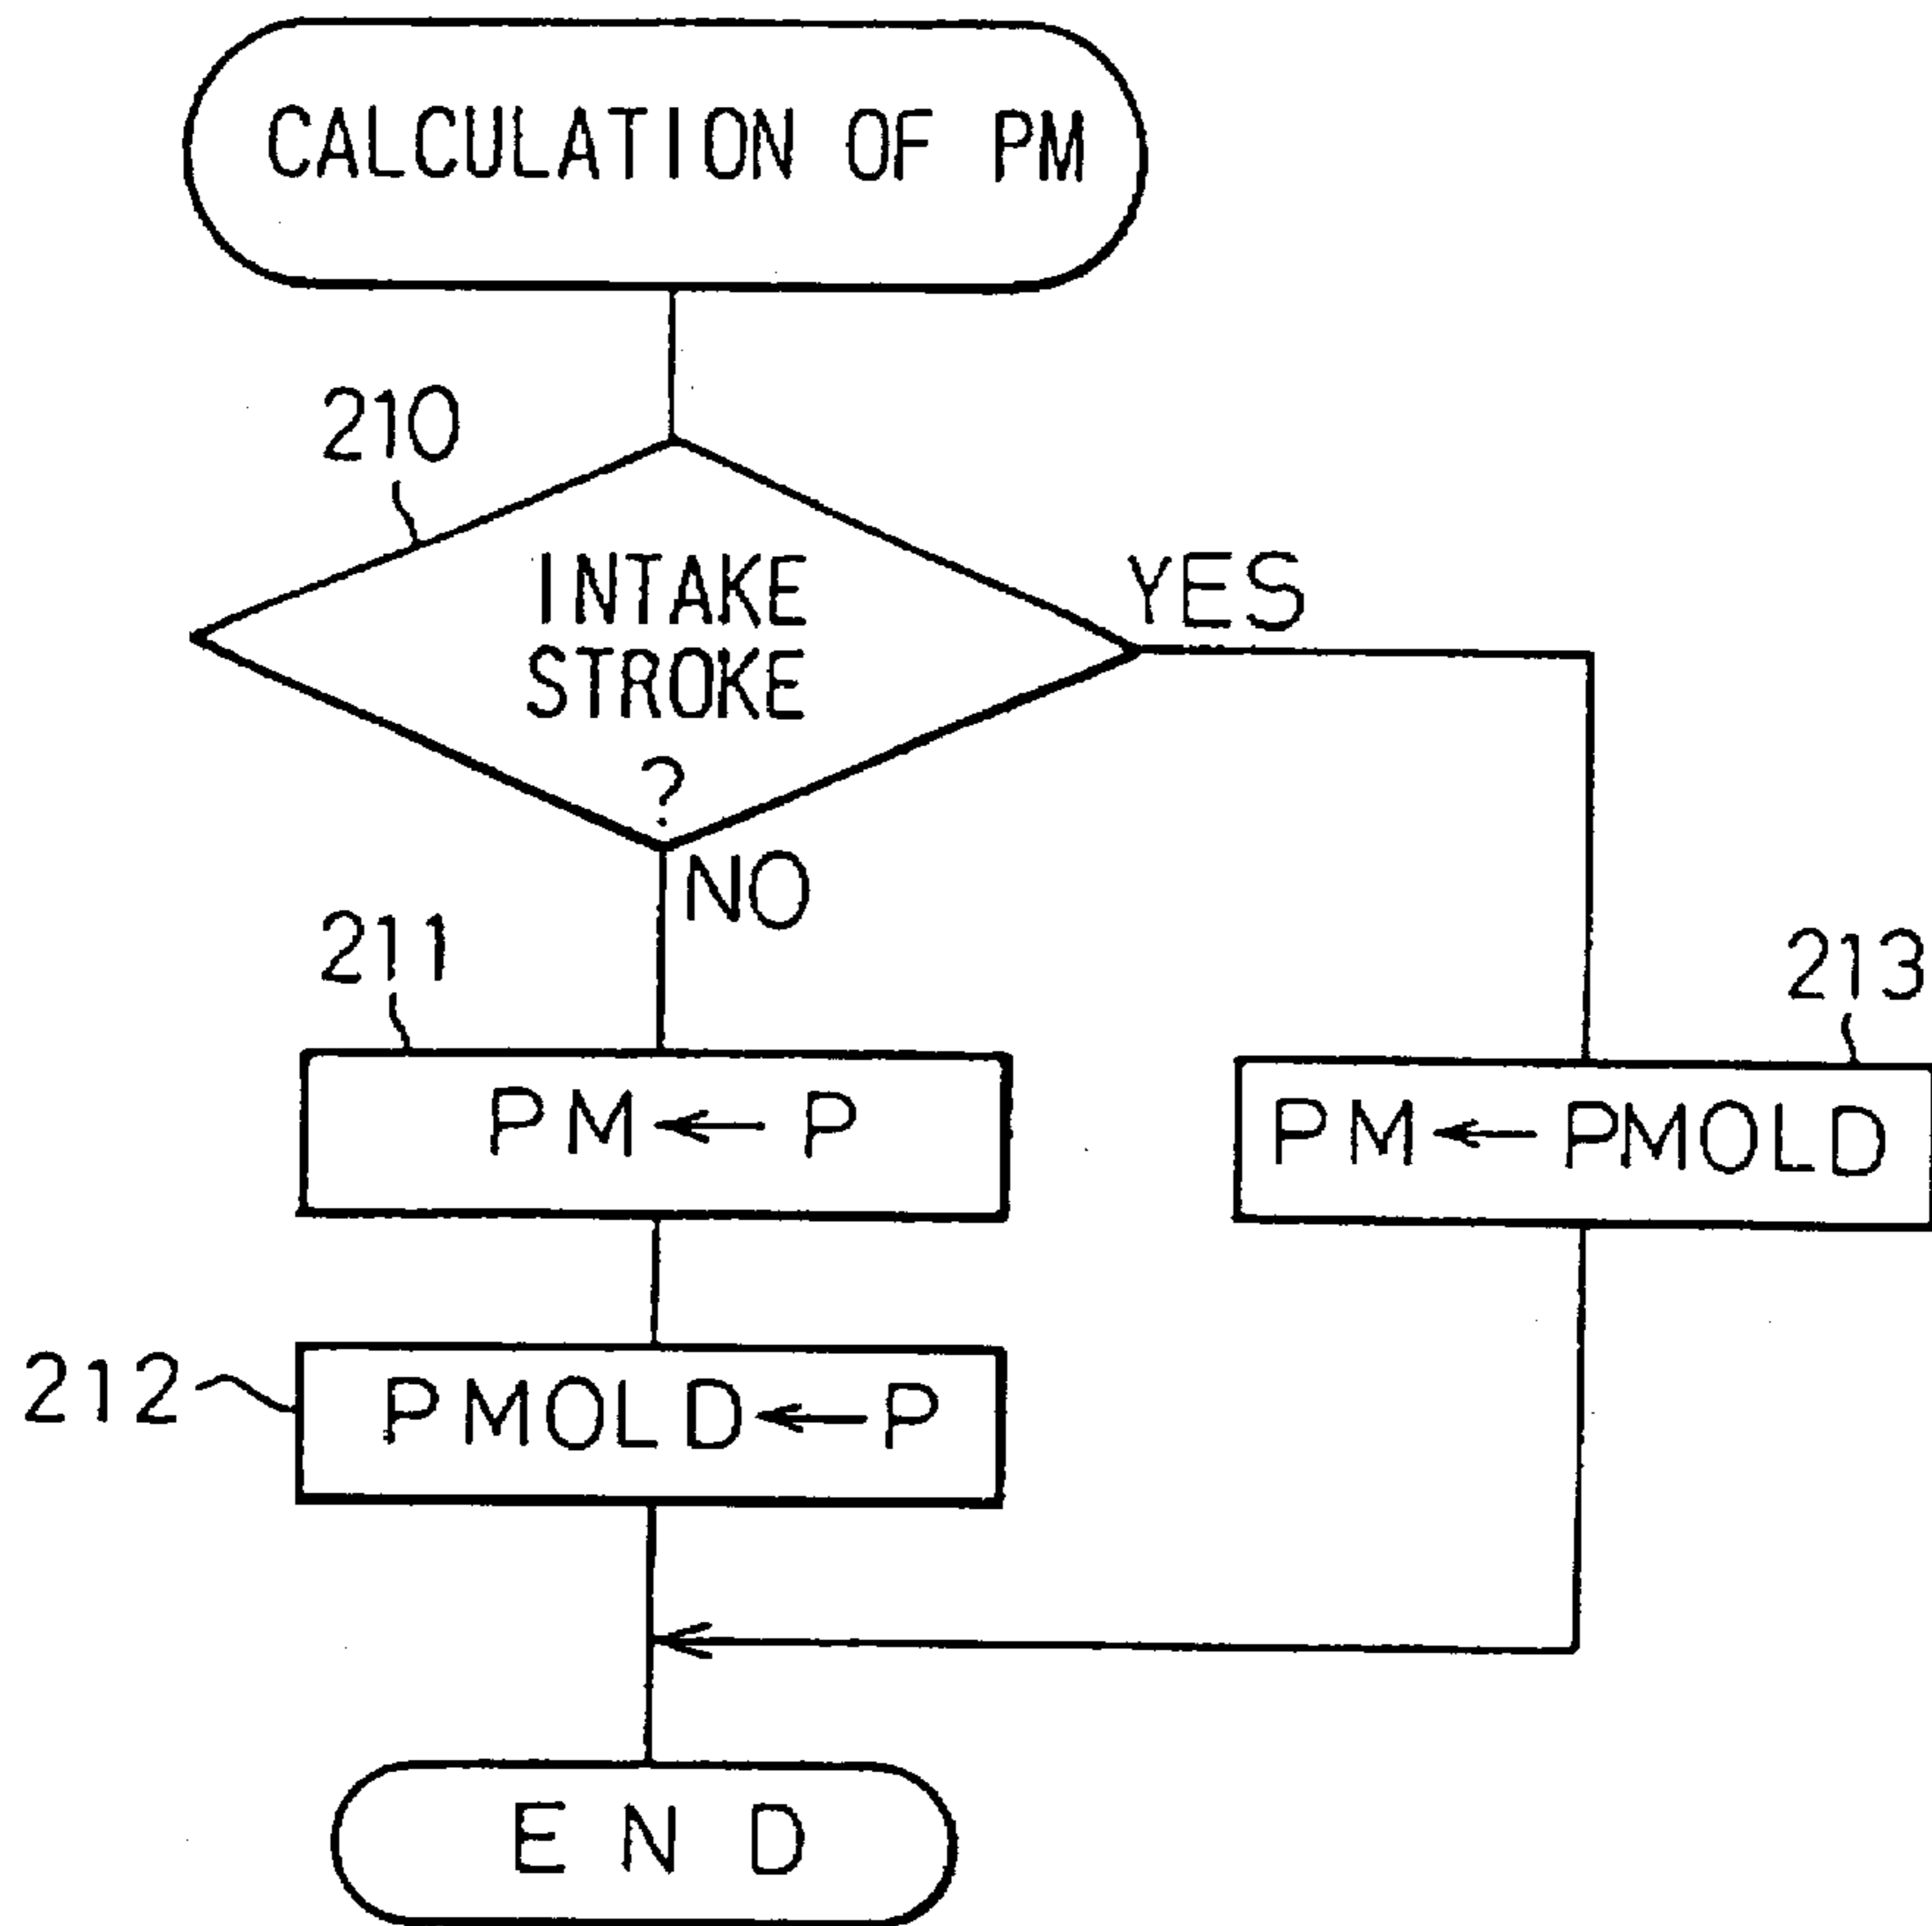 CALCULATION OF PM
210
INTAKE
STROKE
?
YES
NO
211
213
PM ← P
PM ← PMOLD
212
PMOLD ← P
END